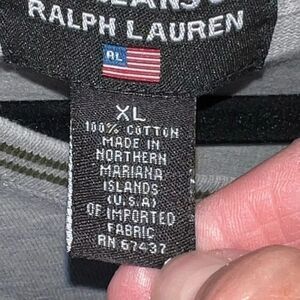 RALPH LAUREN
RL
XL
100% COTTON
MADE IN
NORTHERN
MARIANA
ISLANDS
(U.S.A)
OF IMPORTED
FABRIC
RN 67437